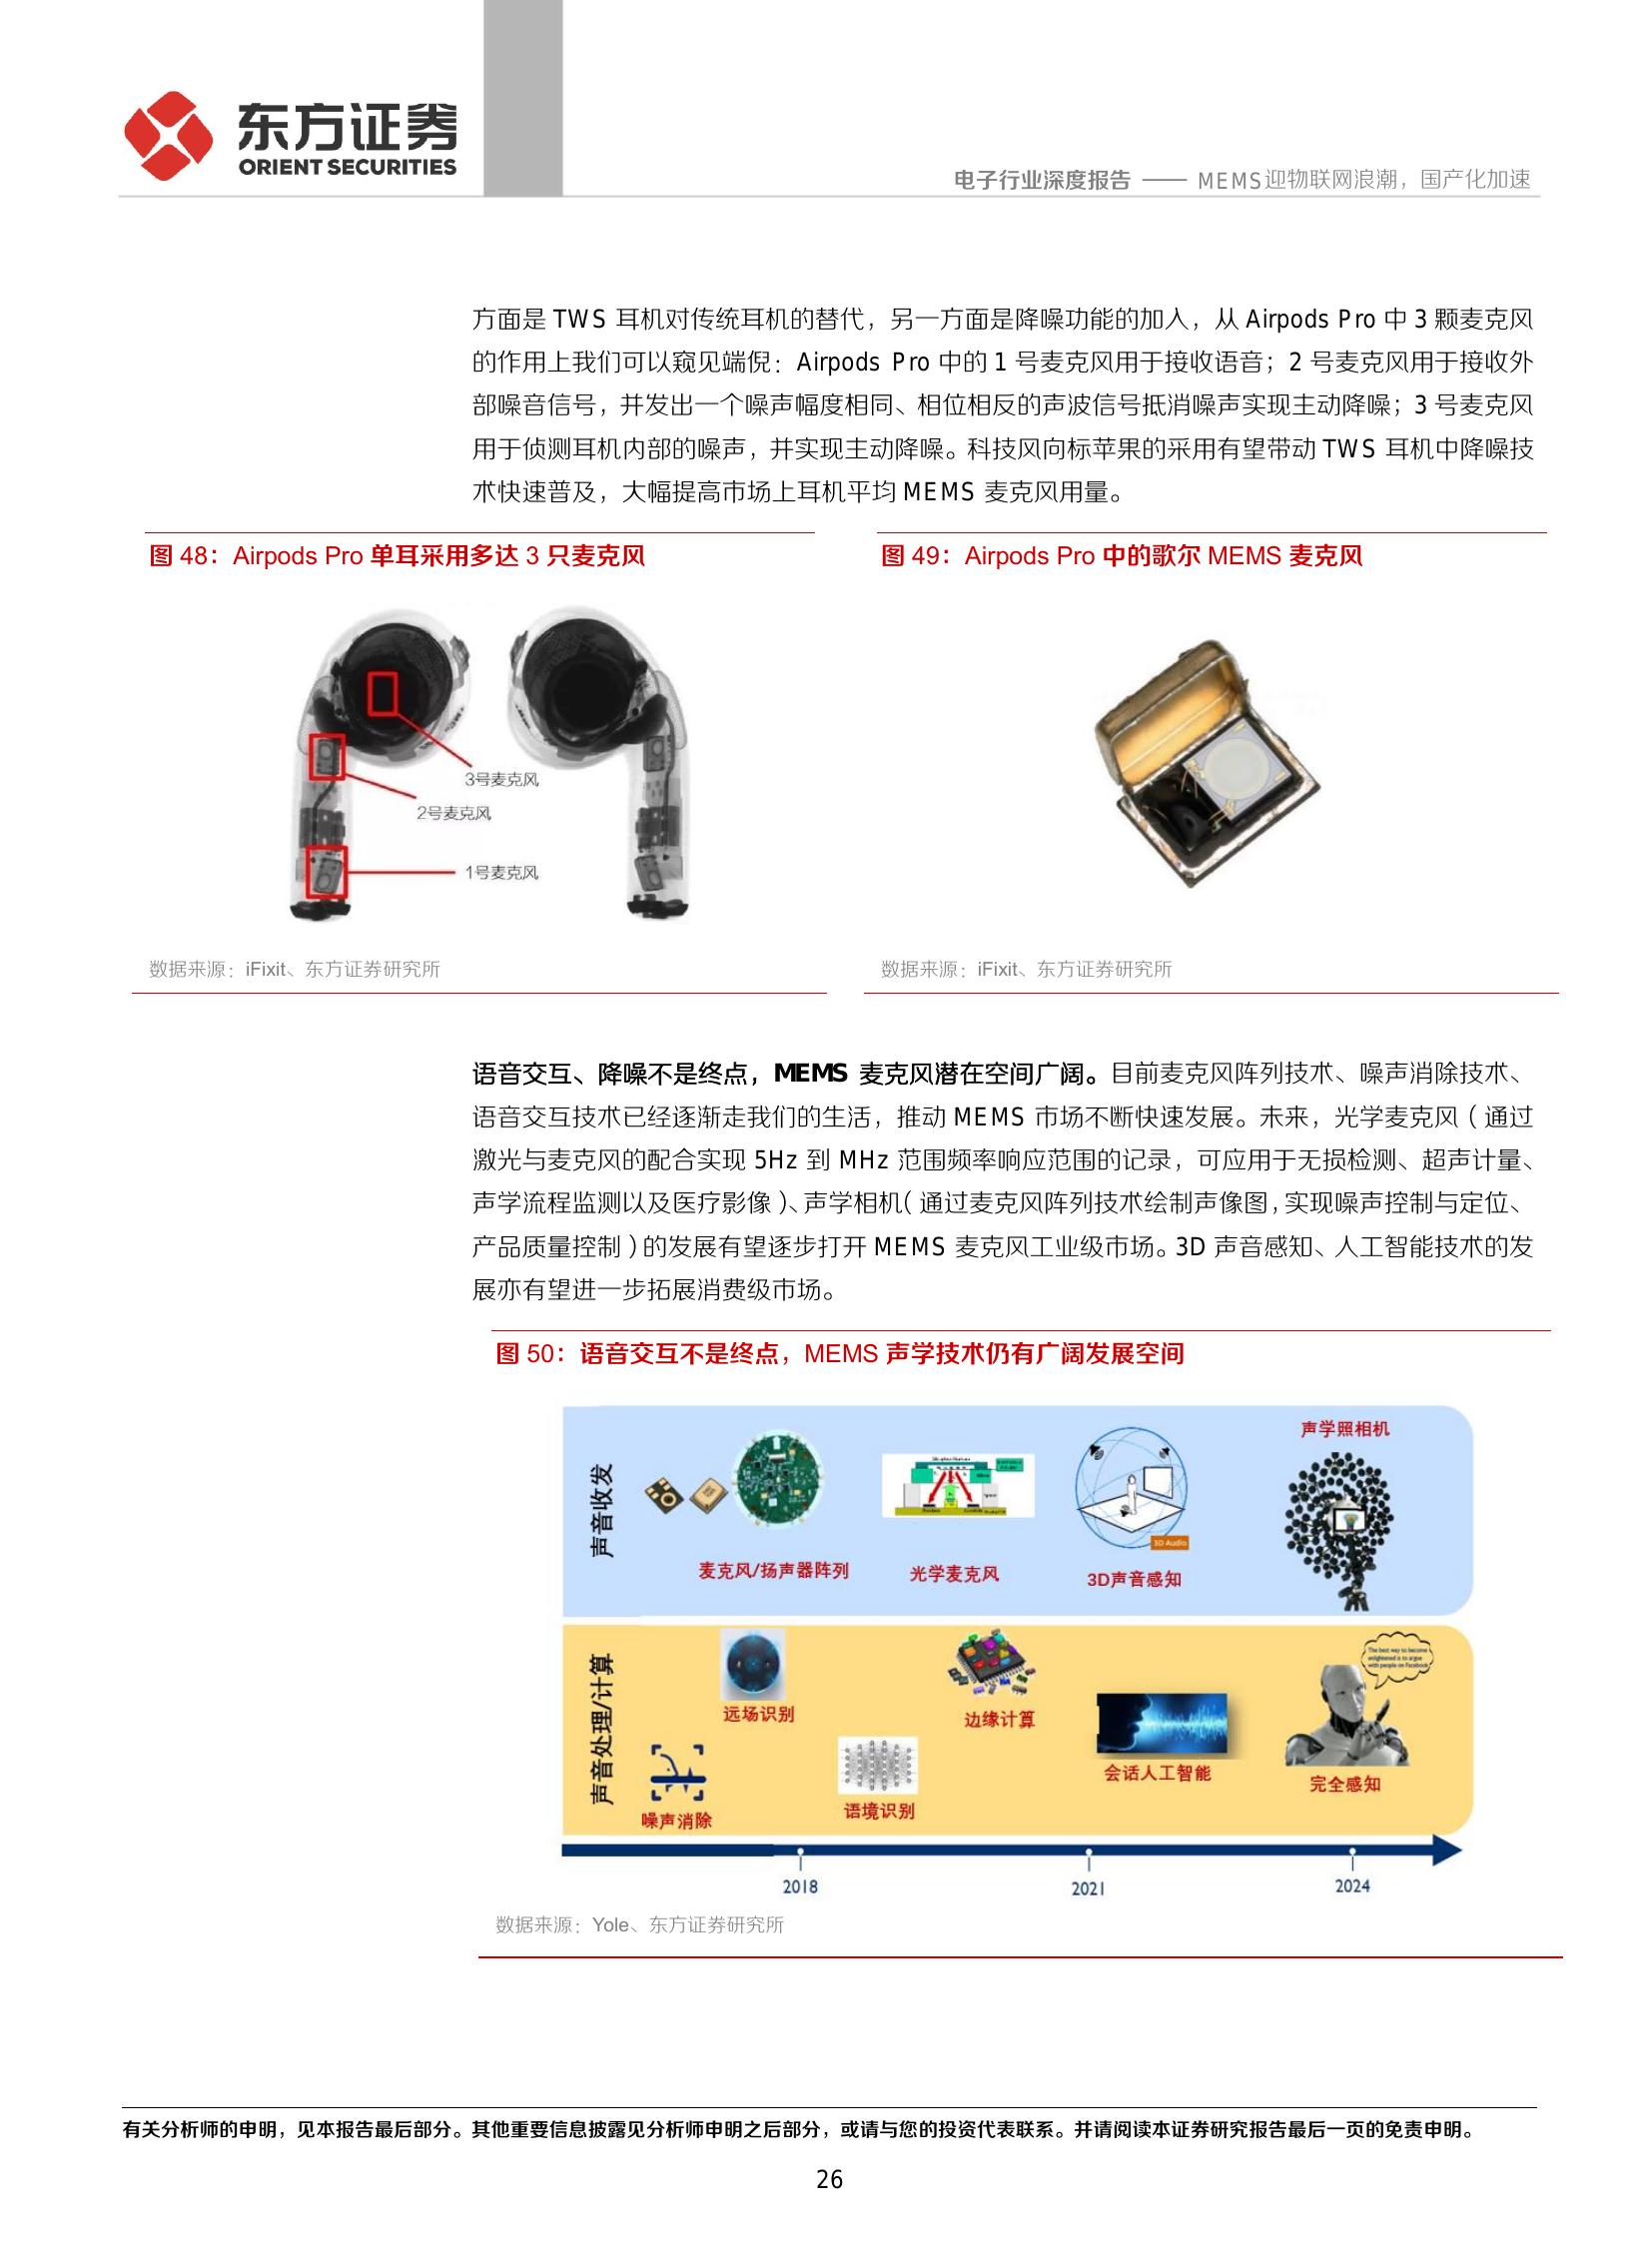 东方证券
ORIENT SECURITIES
电子行业深度报告 —— MEMS迎物联网浪潮，国产化加速
方面是 TWS 耳机对传统耳机的替代，另一方面是降噪功能的加入，从 Airpods Pro 中 3 颗麦克风
的作用上我们可以窥见端倪：Airpods Pro 中的 1 号麦克风用于接收语音；2 号麦克风用于接收外
部噪音信号，并发出一个噪声幅度相同、相位相反的声波信号抵消噪声实现主动降噪；3 号麦克风
用于侦测耳机内部的噪声，并实现主动降噪。科技风向标苹果的采用有望带动 TWS 耳机中降噪技
术快速普及，大幅提高市场上耳机平均 MEMS 麦克风用量。
图 48：Airpods Pro 单耳采用多达 3 只麦克风
3号麦克风
2号麦克风
1号麦克风
数据来源：iFixit、东方证券研究所
图 49：Airpods Pro 中的歌尔 MEMS 麦克风
数据来源：iFixit、东方证券研究所
语音交互、降噪不是终点，MEMS 麦克风潜在空间广阔。目前麦克风阵列技术、噪声消除技术、
语音交互技术已经逐渐走我们的生活，推动 MEMS 市场不断快速发展。未来，光学麦克风（通过
激光与麦克风的配合实现 5Hz 到 MHz 范围频率响应范围的记录，可应用于无损检测、超声计量、
声学流程监测以及医疗影像）、声学相机（通过麦克风阵列技术绘制声像图，实现噪声控制与定位、
产品质量控制）的发展有望逐步打开 MEMS 麦克风工业级市场。3D 声音感知、人工智能技术的发
展亦有望进一步拓展消费级市场。
图 50：语音交互不是终点，MEMS 声学技术仍有广阔发展空间
声音收发
声学照相机
3D Audio
麦克风/扬声器阵列
光学麦克风
3D声音感知
声音处理/计算
The best way to become
enlightened is to argue
with people on Facebook
远场识别
边缘计算
会话人工智能
完全感知
语境识别
噪声消除
2018
2021
2024
数据来源：Yole、东方证券研究所
有关分析师的申明，见本报告最后部分。其他重要信息披露见分析师申明之后部分，或请与您的投资代表联系。并请阅读本证券研究报告最后一页的免责申明。
26